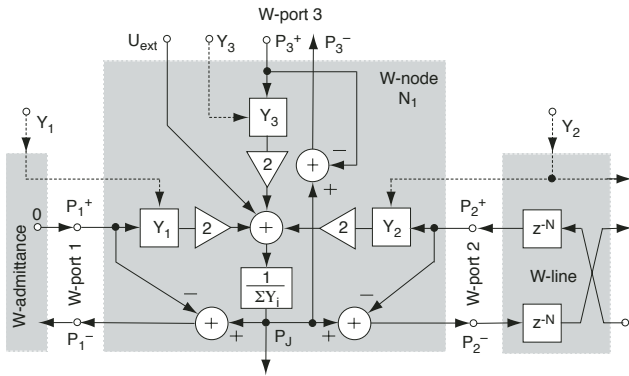 W-port 3
U_ext
Y_3
P_3^+
P_3^-
W-node
N_1
Y_1
Y_3
Y_2
2
−
+
+
0
P_1^+
Y_1
2
+
2
Y_2
P_2^+
z^-N
W-admittance
W-port 1
1
ΣY_i
W-port 2
W-line
−
−
P_1^-
+
+
P_J
+
+
P_2^-
z^-N